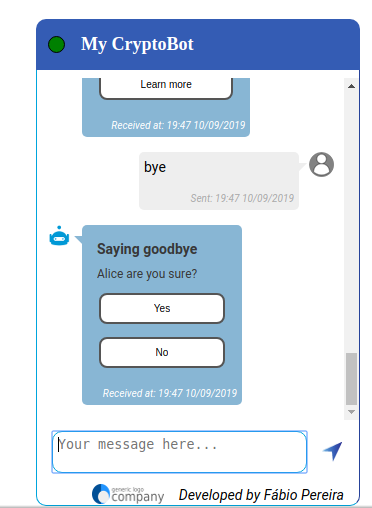 My CryptoBot
Learn more
Received at: 19:47 10/09/2019
bye
Sent: 19:47 10/09/2019
Saying goodbye
Alice are you sure?
Yes
No
Received at: 19:47 10/09/2019
Your message here...
generic logo
company
Developed by Fábio Pereira